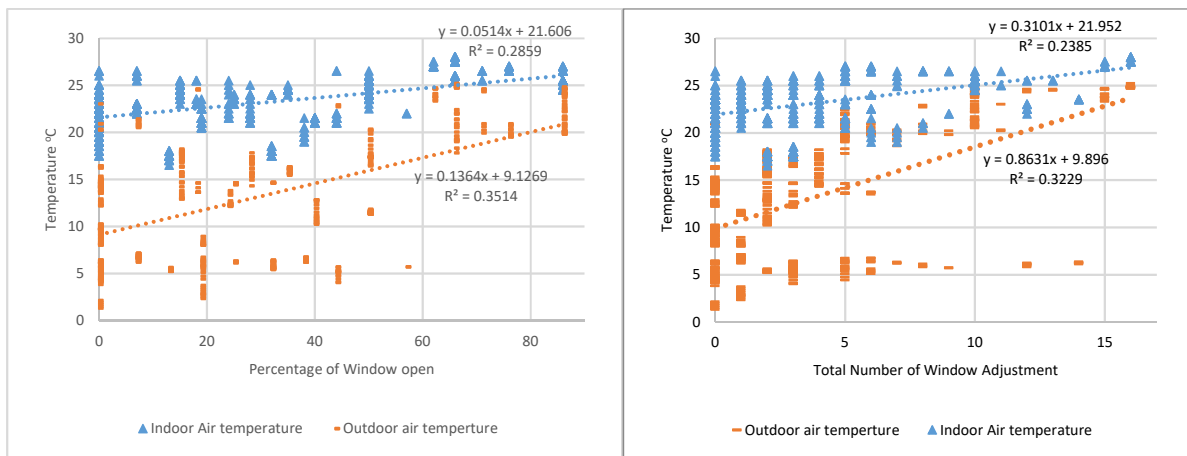 y = 0.0514x + 21.606
R² = 0.2859
30
25
20
15
10
5
0
Temperature ºC
y = 0.1364x + 9.1269
R² = 0.3514
0 20 40 60 80
Percentage of Window open
Indoor Air temperature Outdoor air temperture
y = 0.3101x + 21.952
R² = 0.2385
30
25
20
15
10
5
0
Temperature ºC
y = 0.8631x + 9.896
R² = 0.3229
0 5 10 15
Total Number of Window Adjustment
Outdoor air temperture Indoor Air temperature